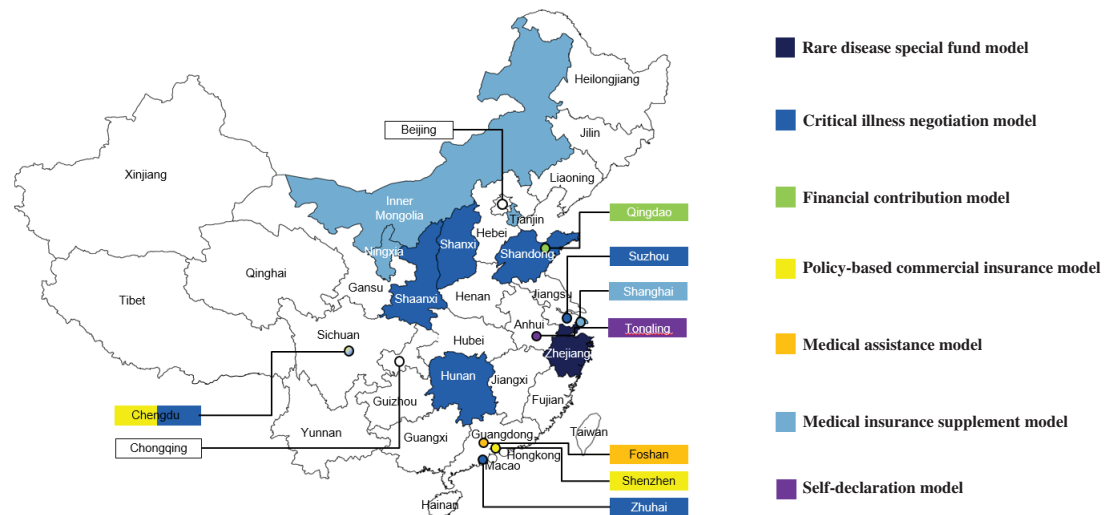 Heilongjiang
Jilin
Liaoning
Beijing
Xinjiang
Inner
Mongolia
Tianjin
Hebei
Ningxia
Shanxi
Shandong
Qinghai
Gansu
Shaanxi
Henan
Jiangsu
Tibet
Sichuan
Anhui
Hubei
Zhejiang
Hunan
Jiangxi
Guizhou
Fujian
Yunnan
Guangxi
Guangdong
Taiwan
Hongkong
Macao
Hainan
Chengdu
Chongqing
Qingdao
Suzhou
Shanghai
Tongling
Foshan
Shenzhen
Zhuhai
Rare disease special fund model
Critical illness negotiation model
Financial contribution model
Policy-based commercial insurance model
Medical assistance model
Medical insurance supplement model
Self-declaration model